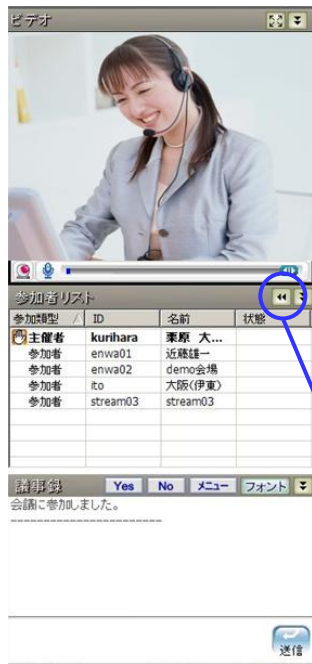 ビデオ
参加者リスト
参加類型 ID 名前 状態
主催者 kurihara 栗原 大...
参加者 enwa01 近藤雄一
参加者 enwa02 demo会場
参加者 ito 大阪(伊東)
参加者 stream03 stream03
議事録 Yes No メニュー フォント
会議に参加しました。
------------------------
送信